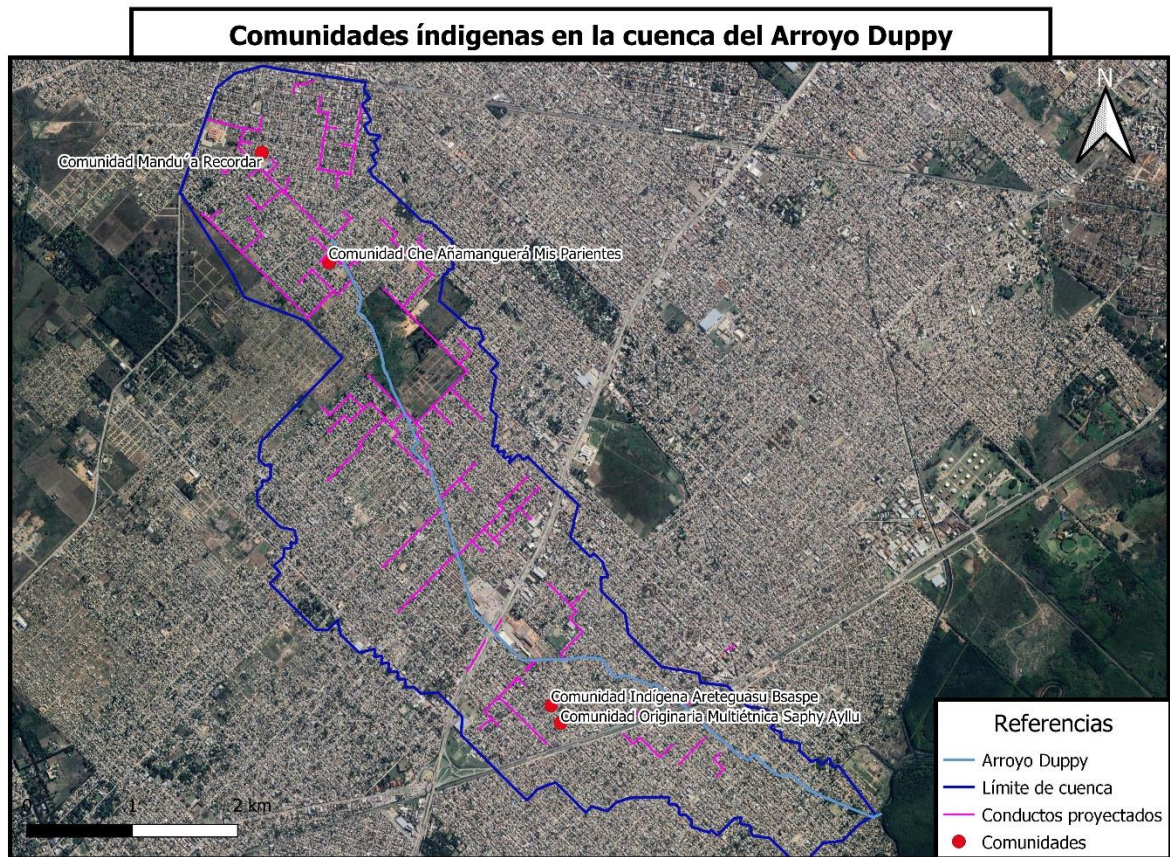 Comunidades índigenas en la cuenca del Arroyo Duppy
N
Comunidad Mandu´a Recordar
Comunidad Che Añamanguerá Mis Parientes
Comunidad Indígena Areteguasu Bsaspe
Comunidad Originaria Multiétnica Saphy Ayllu
0 1 2 km
Referencias
Arroyo Duppy
Límite de cuenca
Conductos proyectados
Comunidades